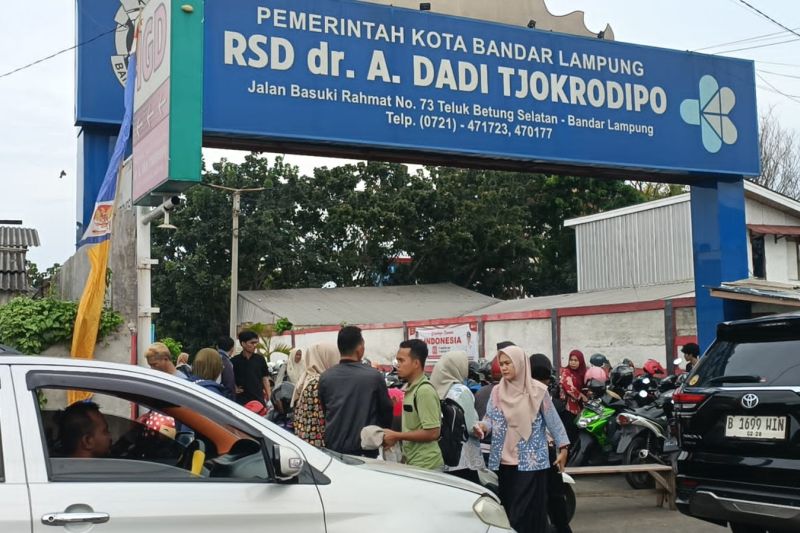 PEMERINTAH KOTA BANDAR LAMPUNG
RSD dr. A. DADI TJOKRODIPO
Jalan Basuki Rahmat No. 73 Teluk Betung Selatan - Bandar Lampung
Telp. (0721) - 471723, 470177
IGD
INDONESIA
TOYOTA
B 1699 WIN
02·28